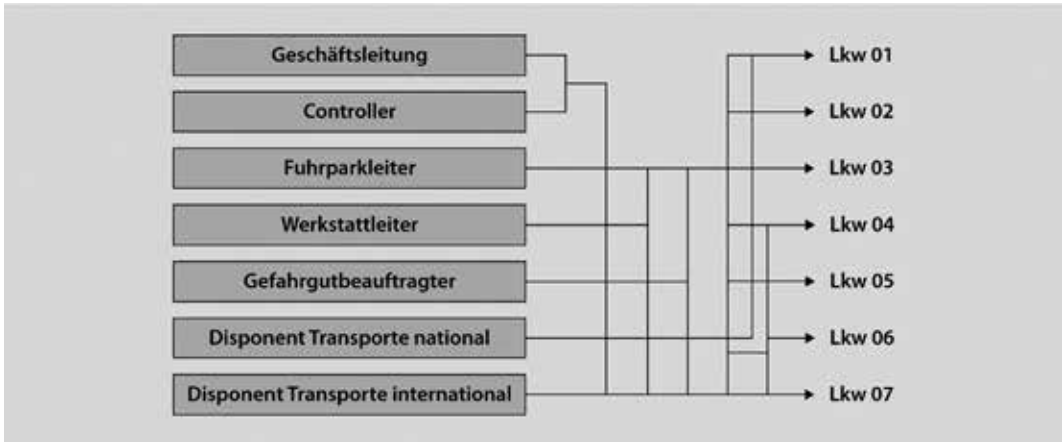 Geschäftsleitung
Controller
Fuhrparkleiter
Werkstattleiter
Gefahrgutbeauftragter
Disponent Transporte national
Disponent Transporte international
Lkw 01
Lkw 02
Lkw 03
Lkw 04
Lkw 05
Lkw 06
Lkw 07